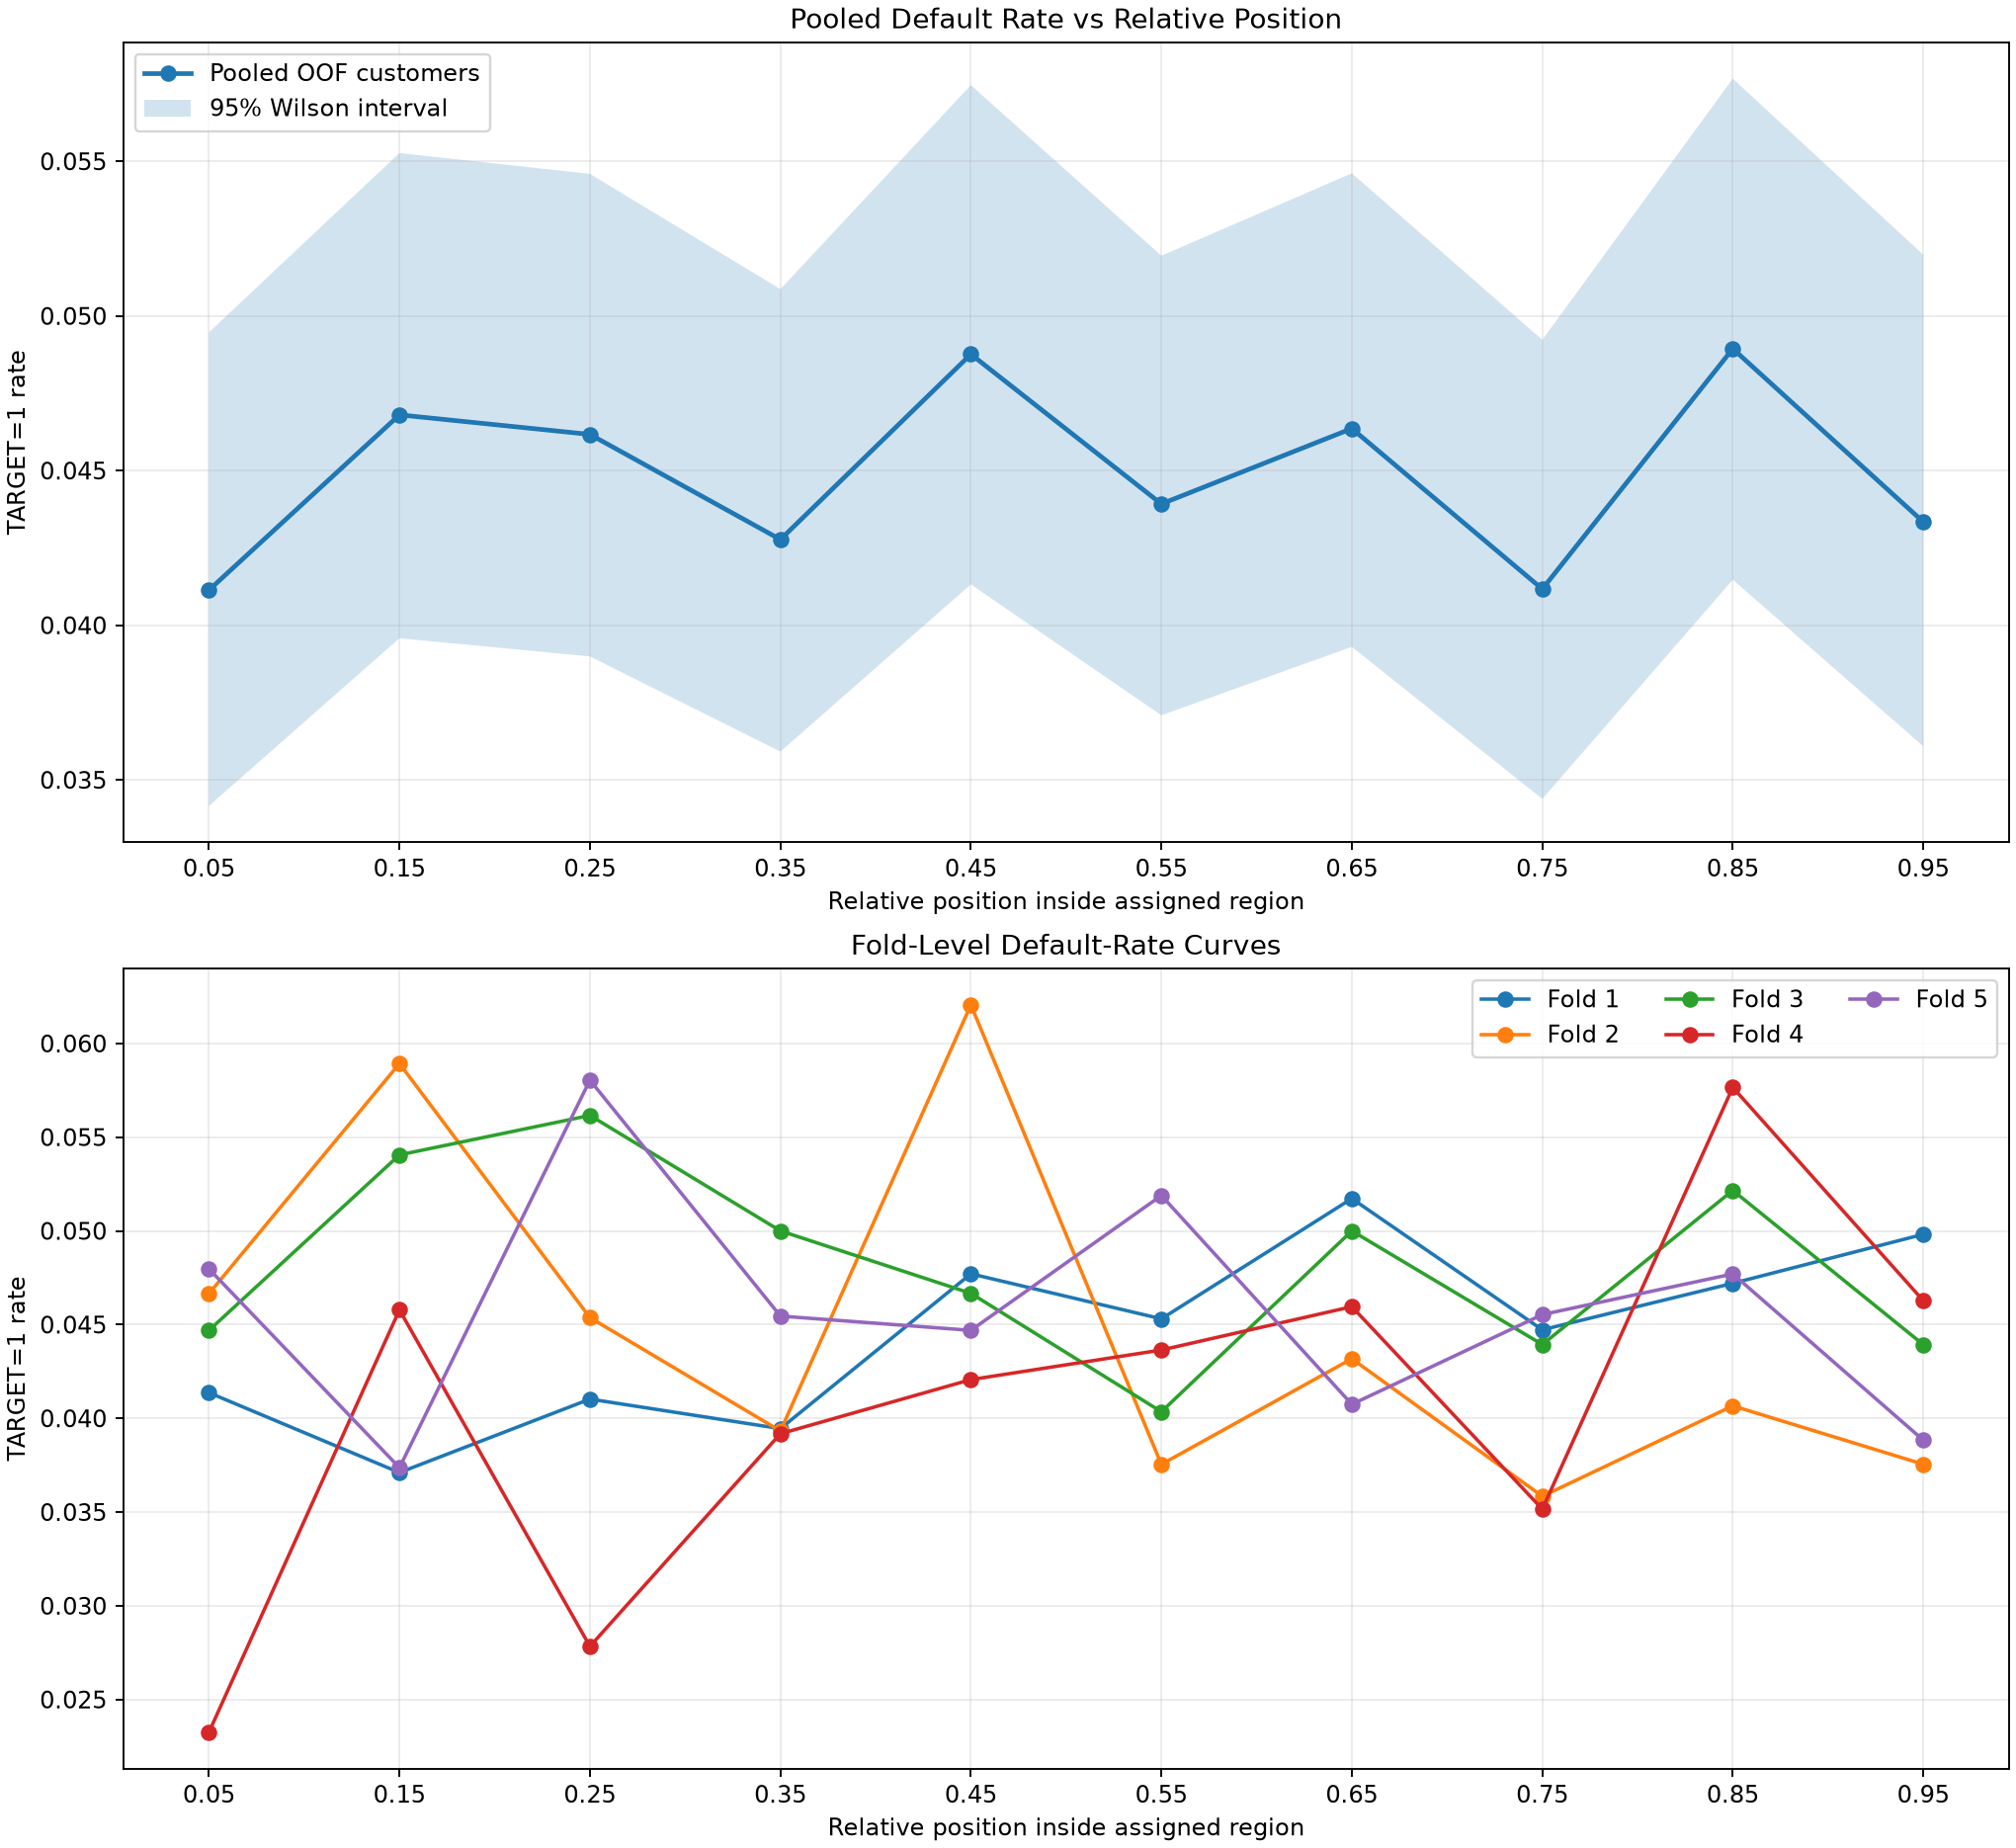 Pooled Default Rate vs Relative Position
Pooled OOF customers
95% Wilson interval
TARGET=1 rate
0.055
0.050
0.045
0.040
0.035
0.05 0.15 0.25 0.35 0.45 0.55 0.65 0.75 0.85 0.95
Relative position inside assigned region
Fold-Level Default-Rate Curves
Fold 1 Fold 3 Fold 5
Fold 2 Fold 4
TARGET=1 rate
0.060
0.055
0.050
0.045
0.040
0.035
0.030
0.025
0.05 0.15 0.25 0.35 0.45 0.55 0.65 0.75 0.85 0.95
Relative position inside assigned region